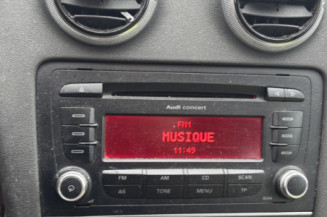 Audi concert
FM1
MUSIQUE
11:49
FM AM CD SCAN
AS TONE MENU TP